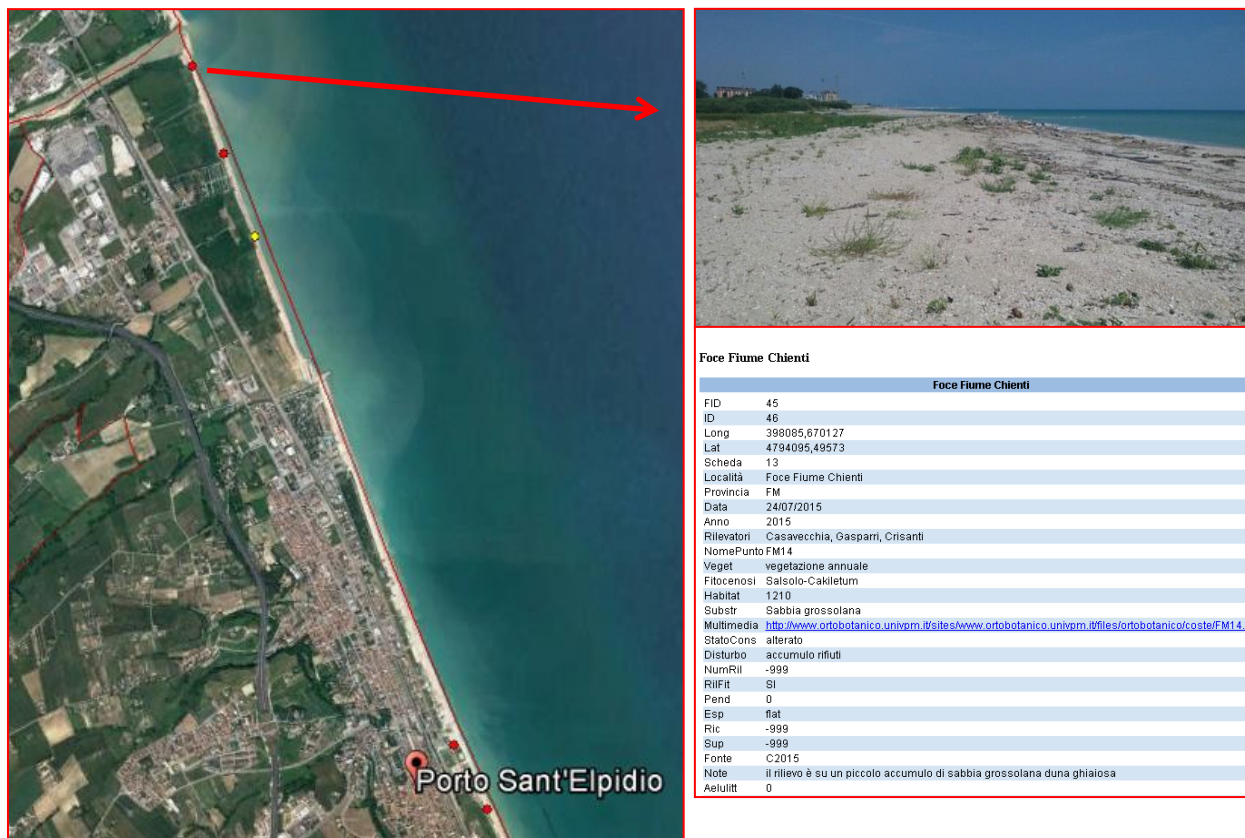 Porto Sant'Elpidio
Foce Fiume Chienti
Foce Fiume Chienti
FID 45
ID 46
Long 398085,670127
Lat 4794095,49573
Scheda 13
Località Foce Fiume Chienti
Provincia FM
Data 24/07/2015
Anno 2015
Rilevatori Casavecchia, Gasparri, Crisanti
NomePunto FM14
Veget vegetazione annuale
Fitocenosi Salsolo-Cakiletum
Habitat 1210
Substr Sabbia grossolana
Multimedia http://www.ortobotanico.univpm.it/sites/www.ortobotanico.univpm.it/files/ortobotanico/coste/FM14.
StatoCons alterato
Disturbo accumulo rifiuti
NumRil -999
RilFit SI
Pend 0
Esp flat
Ric -999
Sup -999
Fonte C2015
Note il rilievo è su un piccolo accumulo di sabbia grossolana duna ghiaiosa
Aelulitt 0